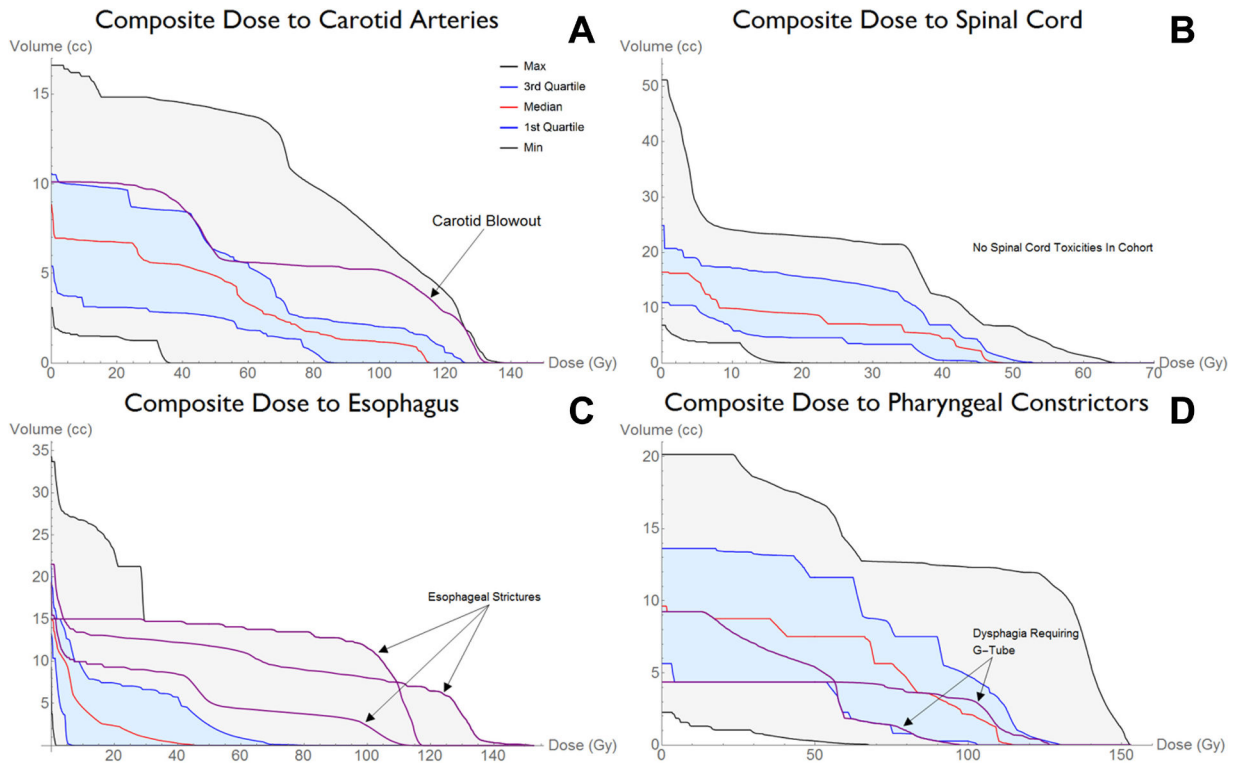 Composite Dose to Carotid Arteries
A
Volume (cc)
15
10
5
0
0 20 40 60 80 100 120 140
Dose (Gy)
Max
3rd Quartile
Median
1st Quartile
Min
Carotid Blowout
Composite Dose to Spinal Cord
B
Volume (cc)
50
40
30
20
10
0
0 10 20 30 40 50 60 70
Dose (Gy)
No Spinal Cord Toxicities In Cohort
Composite Dose to Esophagus
C
Volume (cc)
35
30
25
20
15
10
5
20 40 60 80 100 120 140
Dose (Gy)
Esophageal Strictures
Composite Dose to Pharyngeal Constrictors
D
Volume (cc)
20
15
10
5
0
0 50 100 150
Dose (Gy)
Dysphagia Requiring
G-Tube